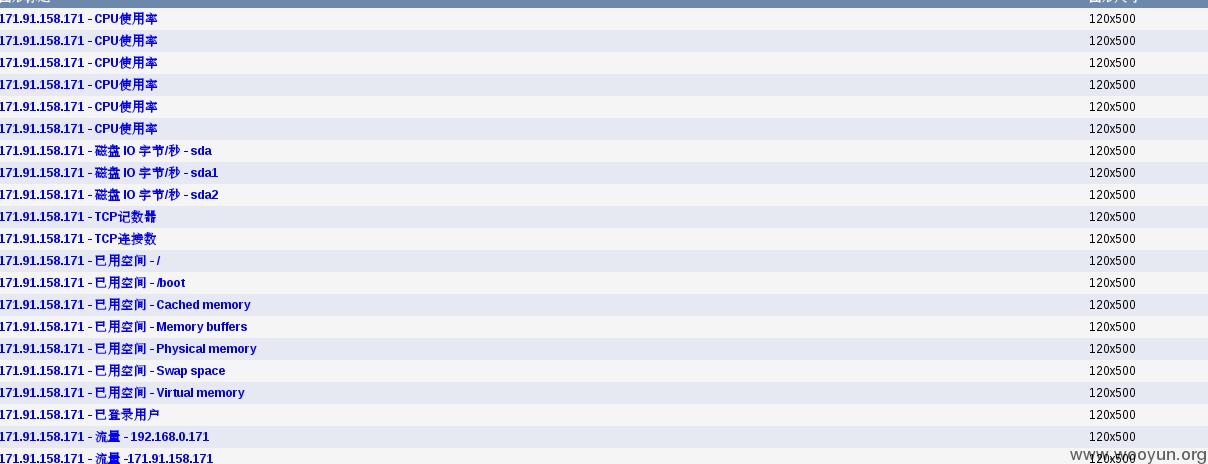 171.91.158.171 - CPU使用率 120x500
171.91.158.171 - CPU使用率 120x500
171.91.158.171 - CPU使用率 120x500
171.91.158.171 - CPU使用率 120x500
171.91.158.171 - CPU使用率 120x500
171.91.158.171 - CPU使用率 120x500
171.91.158.171 - 磁盘 IO 字节/秒 - sda 120x500
171.91.158.171 - 磁盘 IO 字节/秒 - sda1 120x500
171.91.158.171 - 磁盘 IO 字节/秒 - sda2 120x500
171.91.158.171 - TCP记数器 120x500
171.91.158.171 - TCP连接数 120x500
171.91.158.171 - 已用空间 - / 120x500
171.91.158.171 - 已用空间 - /boot 120x500
171.91.158.171 - 已用空间 - Cached memory 120x500
171.91.158.171 - 已用空间 - Memory buffers 120x500
171.91.158.171 - 已用空间 - Physical memory 120x500
171.91.158.171 - 已用空间 - Swap space 120x500
171.91.158.171 - 已用空间 - Virtual memory 120x500
171.91.158.171 - 已登录用户 120x500
171.91.158.171 - 流量 - 192.168.0.171 120x500
171.91.158.171 - 流量 -171.91.158.171 120x500
www.wooyun.org